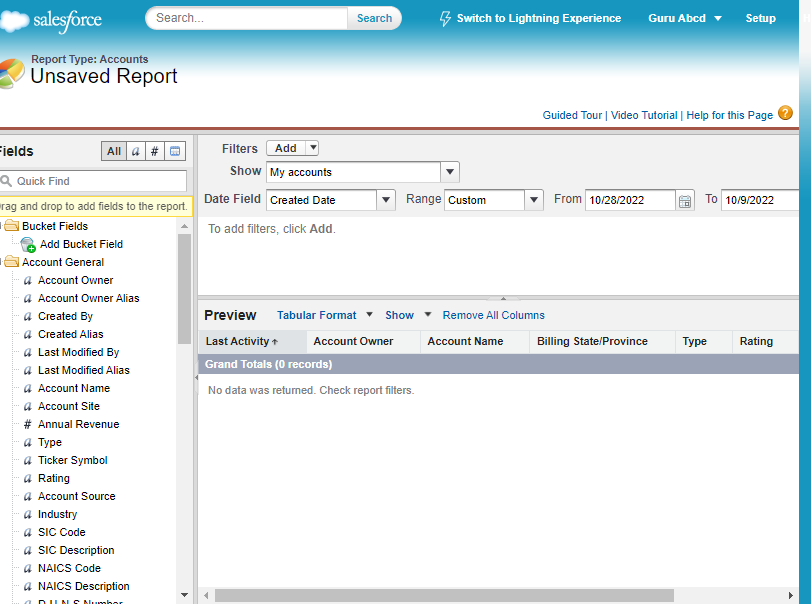 salesforce
Search...
Search
Switch to Lightning Experience
Guru Abcd
Setup
Report Type: Accounts
Unsaved Report
Guided Tour | Video Tutorial | Help for this Page ?
Fields
All a #
Quick Find
Drag and drop to add fields to the report.
Bucket Fields
Add Bucket Field
Account General
a Account Owner
a Account Owner Alias
a Created By
a Created Alias
a Last Modified By
a Last Modified Alias
a Account Name
a Account Site
# Annual Revenue
a Type
a Ticker Symbol
a Rating
a Account Source
a Industry
a SIC Code
a SIC Description
a NAICS Code
a NAICS Description
a D-U-N-S Number
Filters Add
Show My accounts
Date Field Created Date Range Custom From 10/28/2022 To 10/9/2022
To add filters, click Add.
Preview Tabular Format Show Remove All Columns
Last Activity Account Owner Account Name Billing State/Province Type Rating
Grand Totals (0 records)
No data was returned. Check report filters.